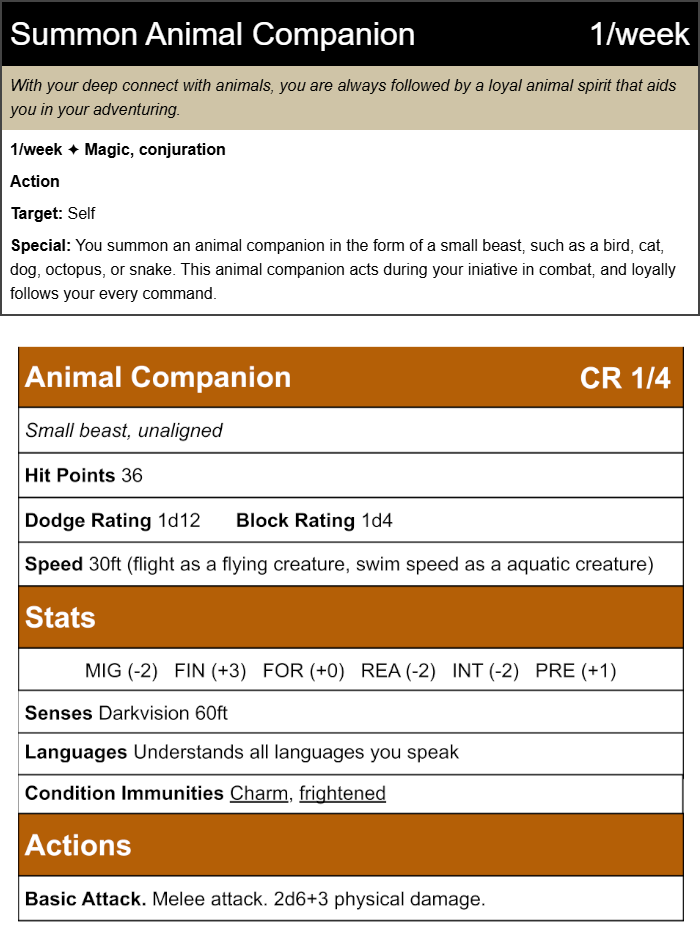 Summon Animal Companion 1/week
With your deep connect with animals, you are always followed by a loyal animal spirit that aids
you in your adventuring.
1/week ✦ Magic, conjuration
Action
Target: Self
Special: You summon an animal companion in the form of a small beast, such as a bird, cat,
dog, octopus, or snake. This animal companion acts during your iniative in combat, and loyally
follows your every command.
Animal Companion CR 1/4
Small beast, unaligned
Hit Points 36
Dodge Rating 1d12 Block Rating 1d4
Speed 30ft (flight as a flying creature, swim speed as a aquatic creature)
Stats
MIG (-2) FIN (+3) FOR (+0) REA (-2) INT (-2) PRE (+1)
Senses Darkvision 60ft
Languages Understands all languages you speak
Condition Immunities Charm, frightened
Actions
Basic Attack. Melee attack. 2d6+3 physical damage.